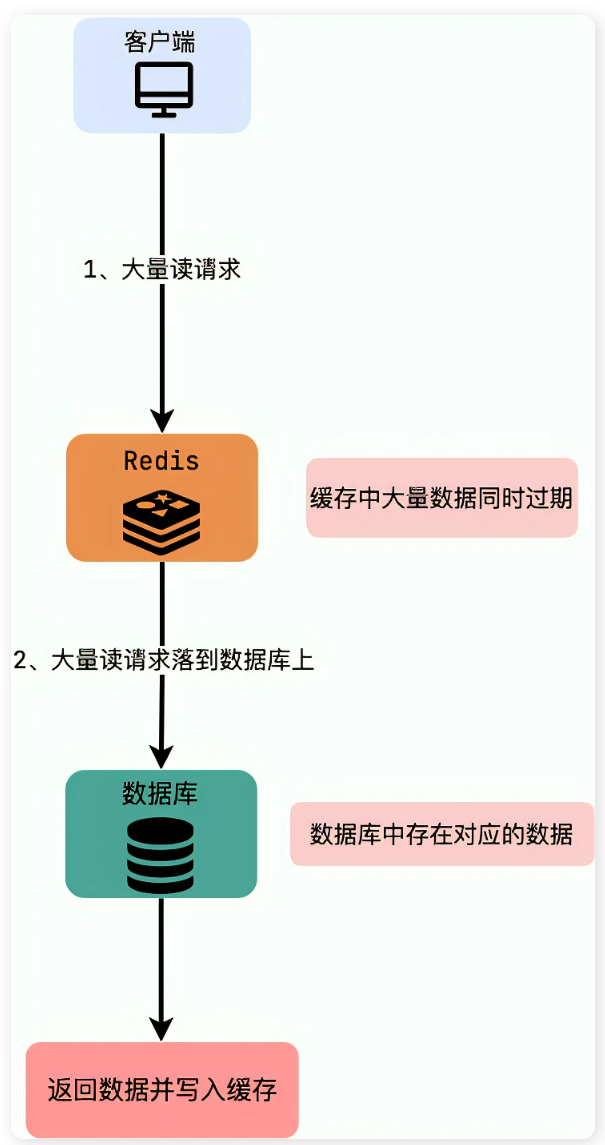 客户端
1、大量读请求
Redis
缓存中大量数据同时过期
2、大量读请求落到数据库上
数据库
数据库中存在对应的数据
返回数据并写入缓存